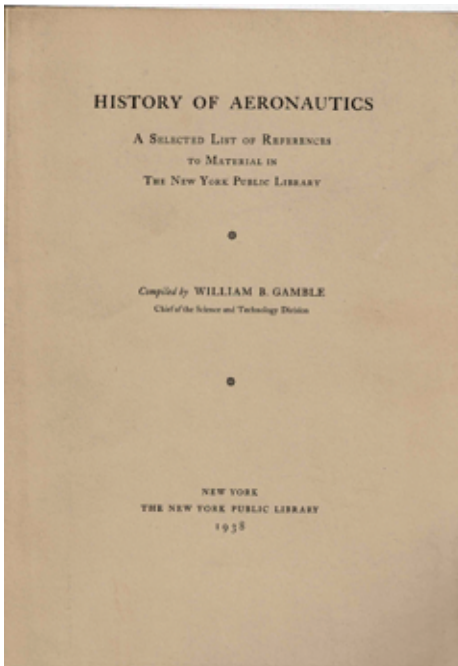 HISTORY OF AERONAUTICS
A SELECTED LIST OF REFERENCES
TO MATERIAL IN
THE NEW YORK PUBLIC LIBRARY
Compiled by WILLIAM B. GAMBLE
Chief of the Science and Technology Division
NEW YORK
THE NEW YORK PUBLIC LIBRARY
1938